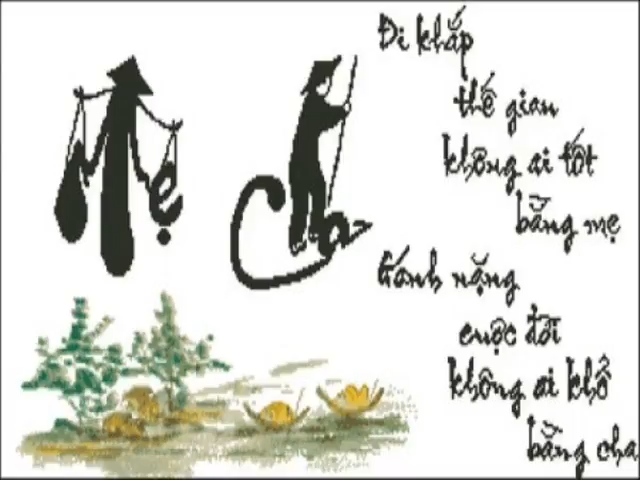 Mẹ Cha
Đi khắp
thế gian
không ai tốt
bằng mẹ
Gánh nặng
cuộc đời
không ai khổ
bằng cha